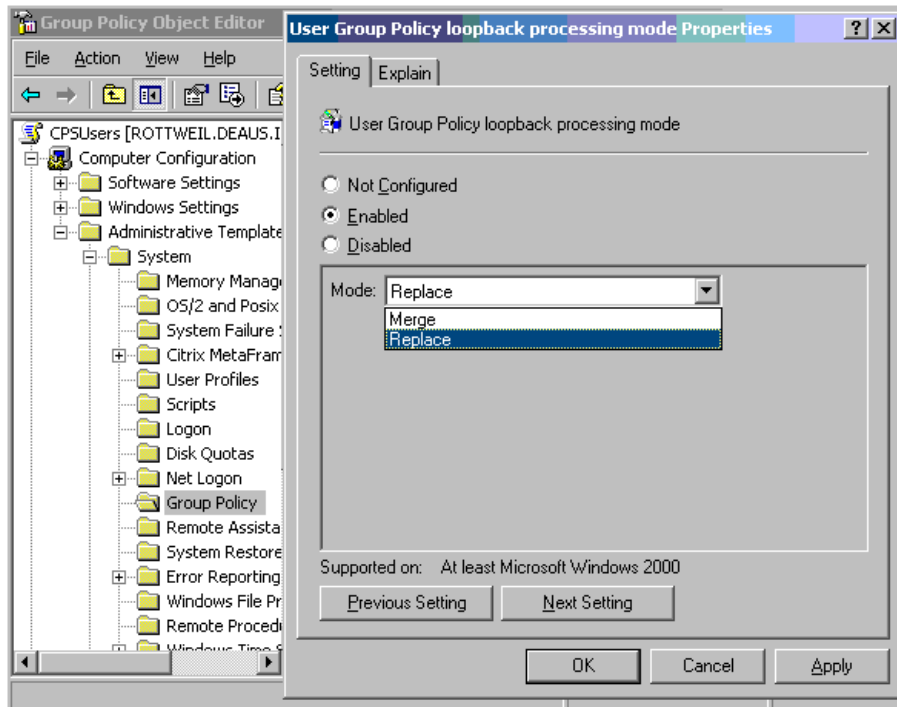 Group Policy Object Editor
File Action View Help
CPSUsers [ROTTWEIL.DEAUS.I
Computer Configuration
Software Settings
Windows Settings
Administrative Template
System
Memory Manag
OS/2 and Posix
System Failure
Citrix MetaFram
User Profiles
Scripts
Logon
Disk Quotas
Net Logon
Group Policy
Remote Assista
System Restore
Error Reporting
Windows File Pr
Remote Proced
Windows Time
User Group Policy loopback processing mode Properties
Setting Explain
User Group Policy loopback processing mode
Not Configured
Enabled
Disabled
Mode: Replace
Merge
Replace
Supported on: At least Microsoft Windows 2000
Previous Setting Next Setting
OK Cancel Apply